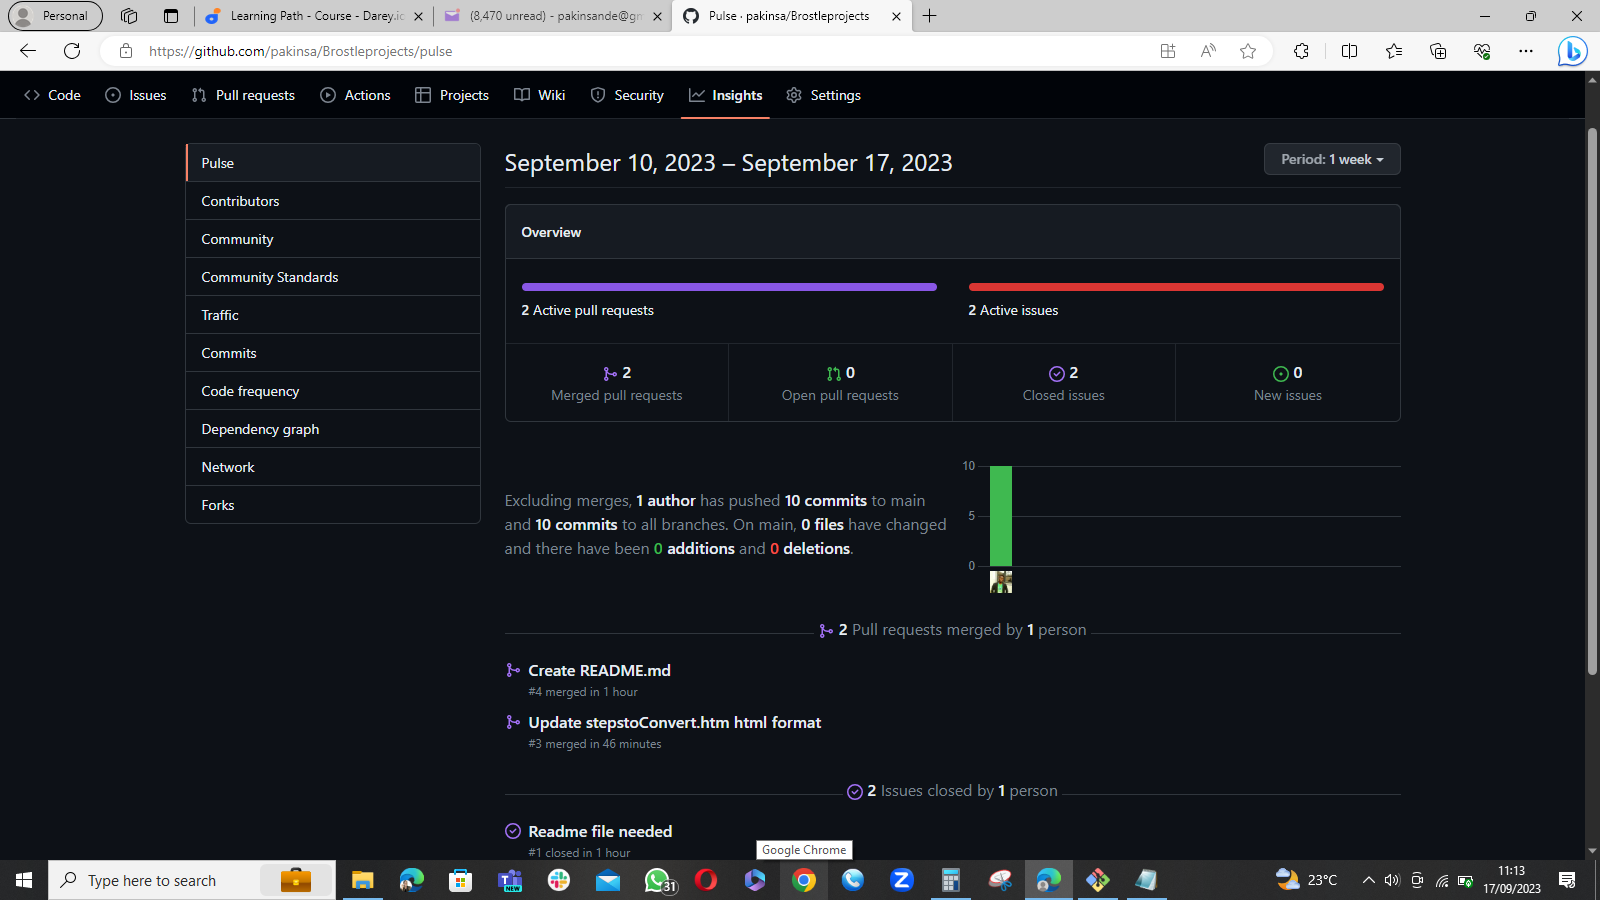 Personal
Learning Path - Course - Darey.ic
(8,470 unread) - pakinsande@gm
Pulse · pakinsa/Brostleprojects
https://github.com/pakinsa/Brostleprojects/pulse
Code
Issues
Pull requests
Actions
Projects
Wiki
Security
Insights
Settings
Pulse
Contributors
Community
Community Standards
Traffic
Commits
Code frequency
Dependency graph
Network
Forks
September 10, 2023 – September 17, 2023
Period: 1 week
Overview
2 Active pull requests
2 Active issues
2
Merged pull requests
0
Open pull requests
2
Closed issues
0
New issues
Excluding merges, 1 author has pushed 10 commits to main
and 10 commits to all branches. On main, 0 files have changed
and there have been 0 additions and 0 deletions.
10
5
0
2 Pull requests merged by 1 person
Create README.md
#4 merged in 1 hour
Update stepstoConvert.htm html format
#3 merged in 46 minutes
2 Issues closed by 1 person
Readme file needed
#1 closed in 1 hour
Google Chrome
Type here to search
NEW
31
23°C
11:13
17/09/2023